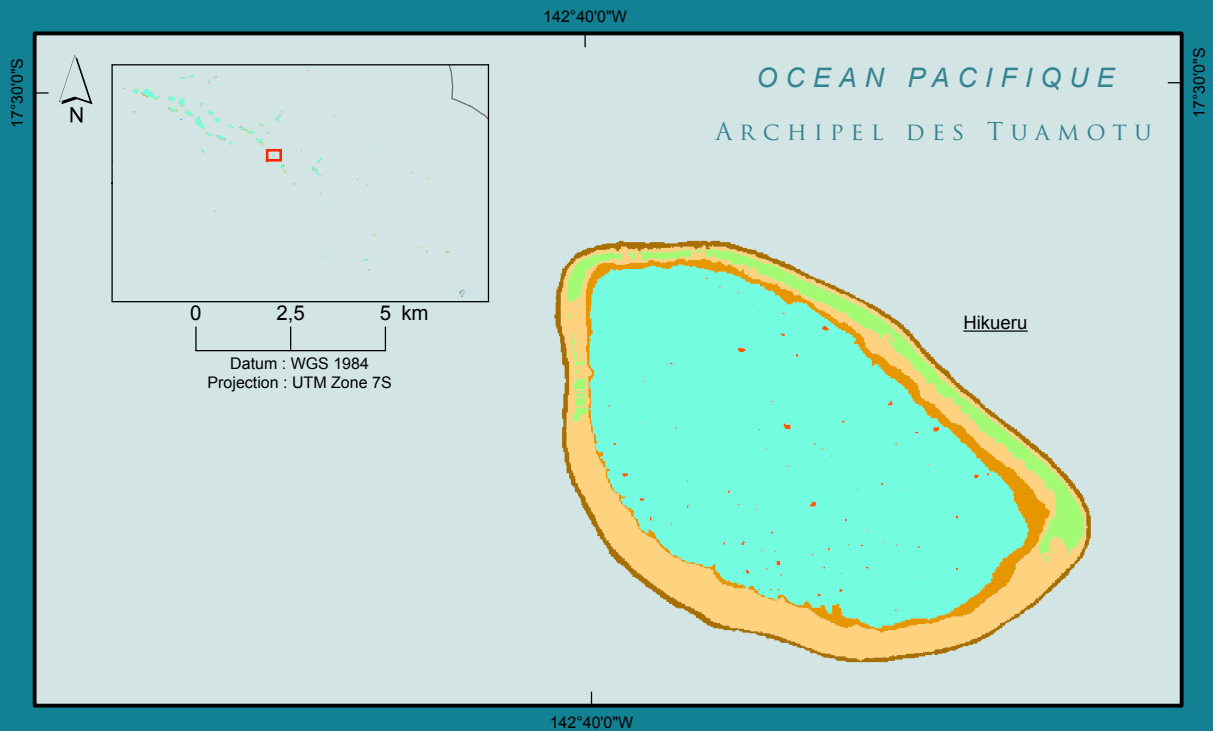 142°40'0"W
17°30'0"S
17°30'0"S
OCEAN PACIFIQUE
ARCHIPEL DES TUAMOTU
N
0 2,5 5 km
Datum : WGS 1984
Projection : UTM Zone 7S
Hikueru
142°40'0"W